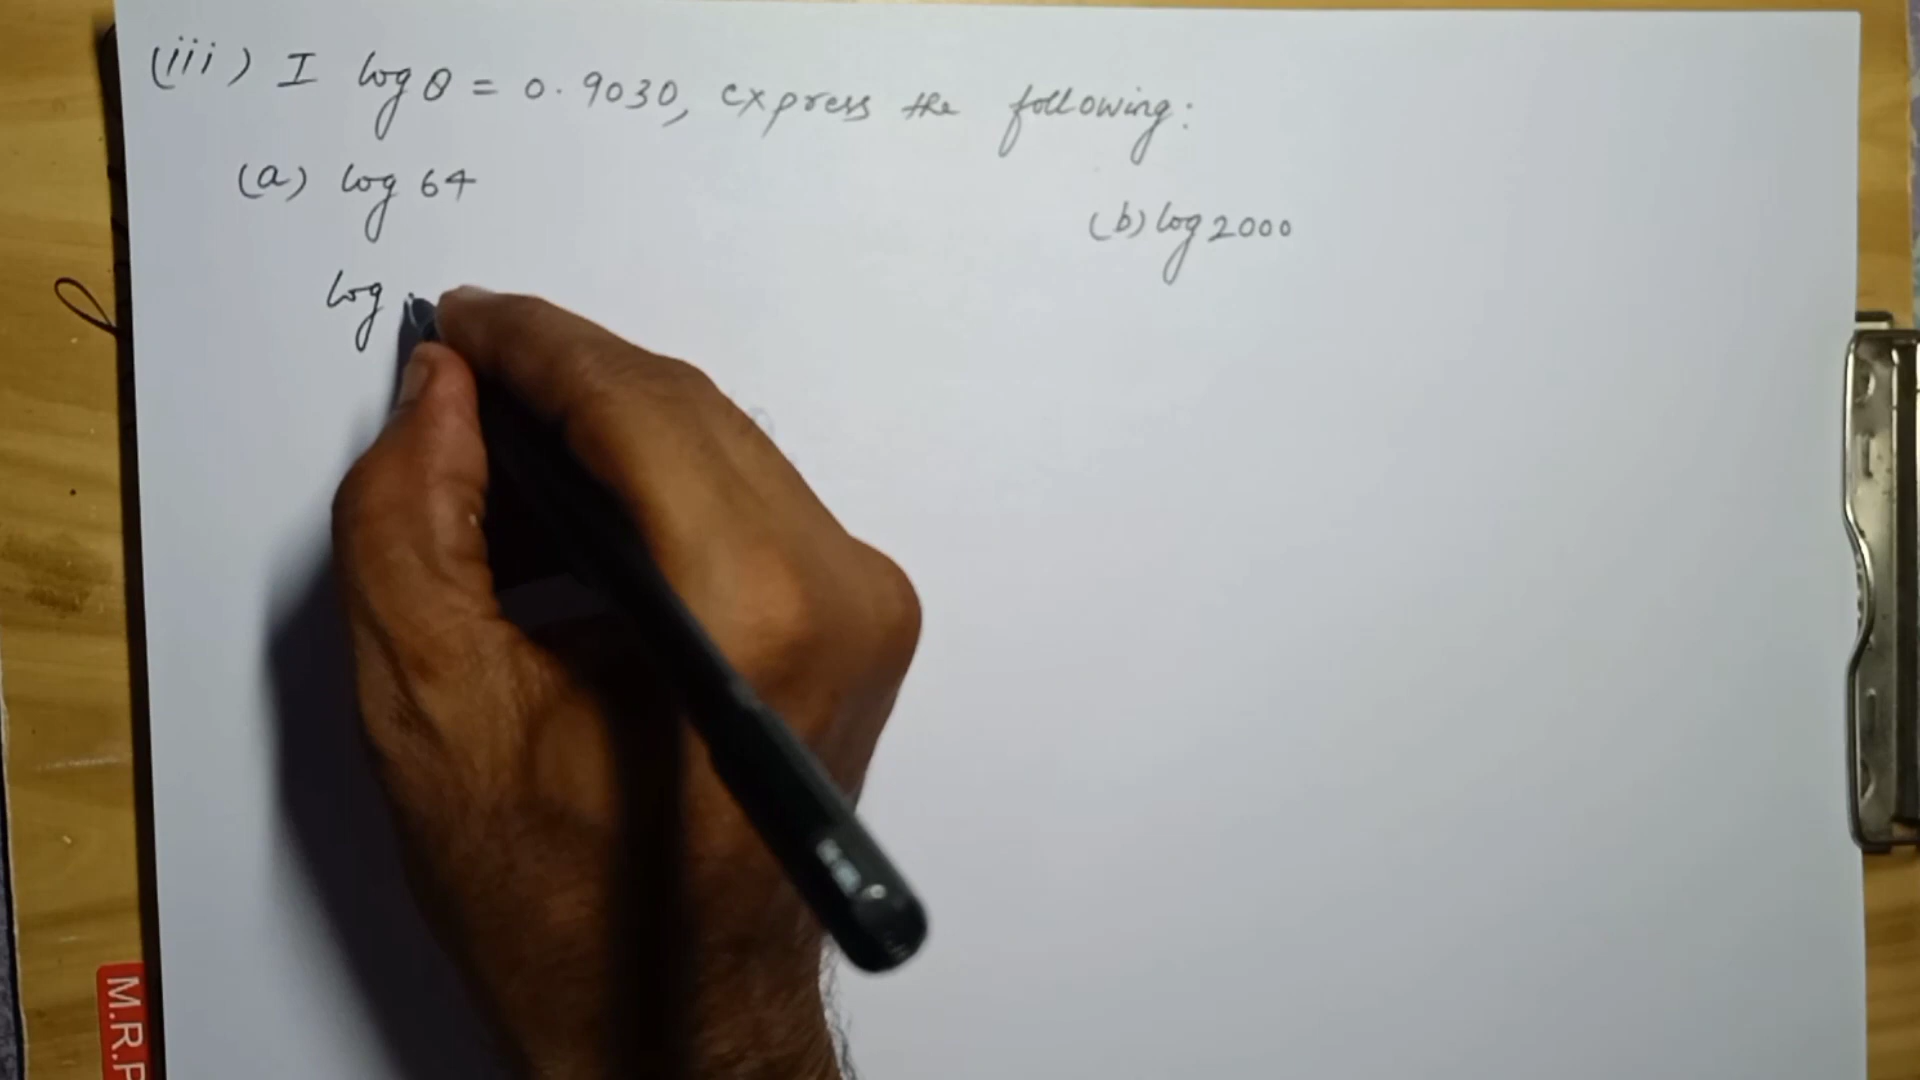 (iii) I log 8 = 0.9030, express the following:
(a) log 64
(b) log 2000
log
M.R.P